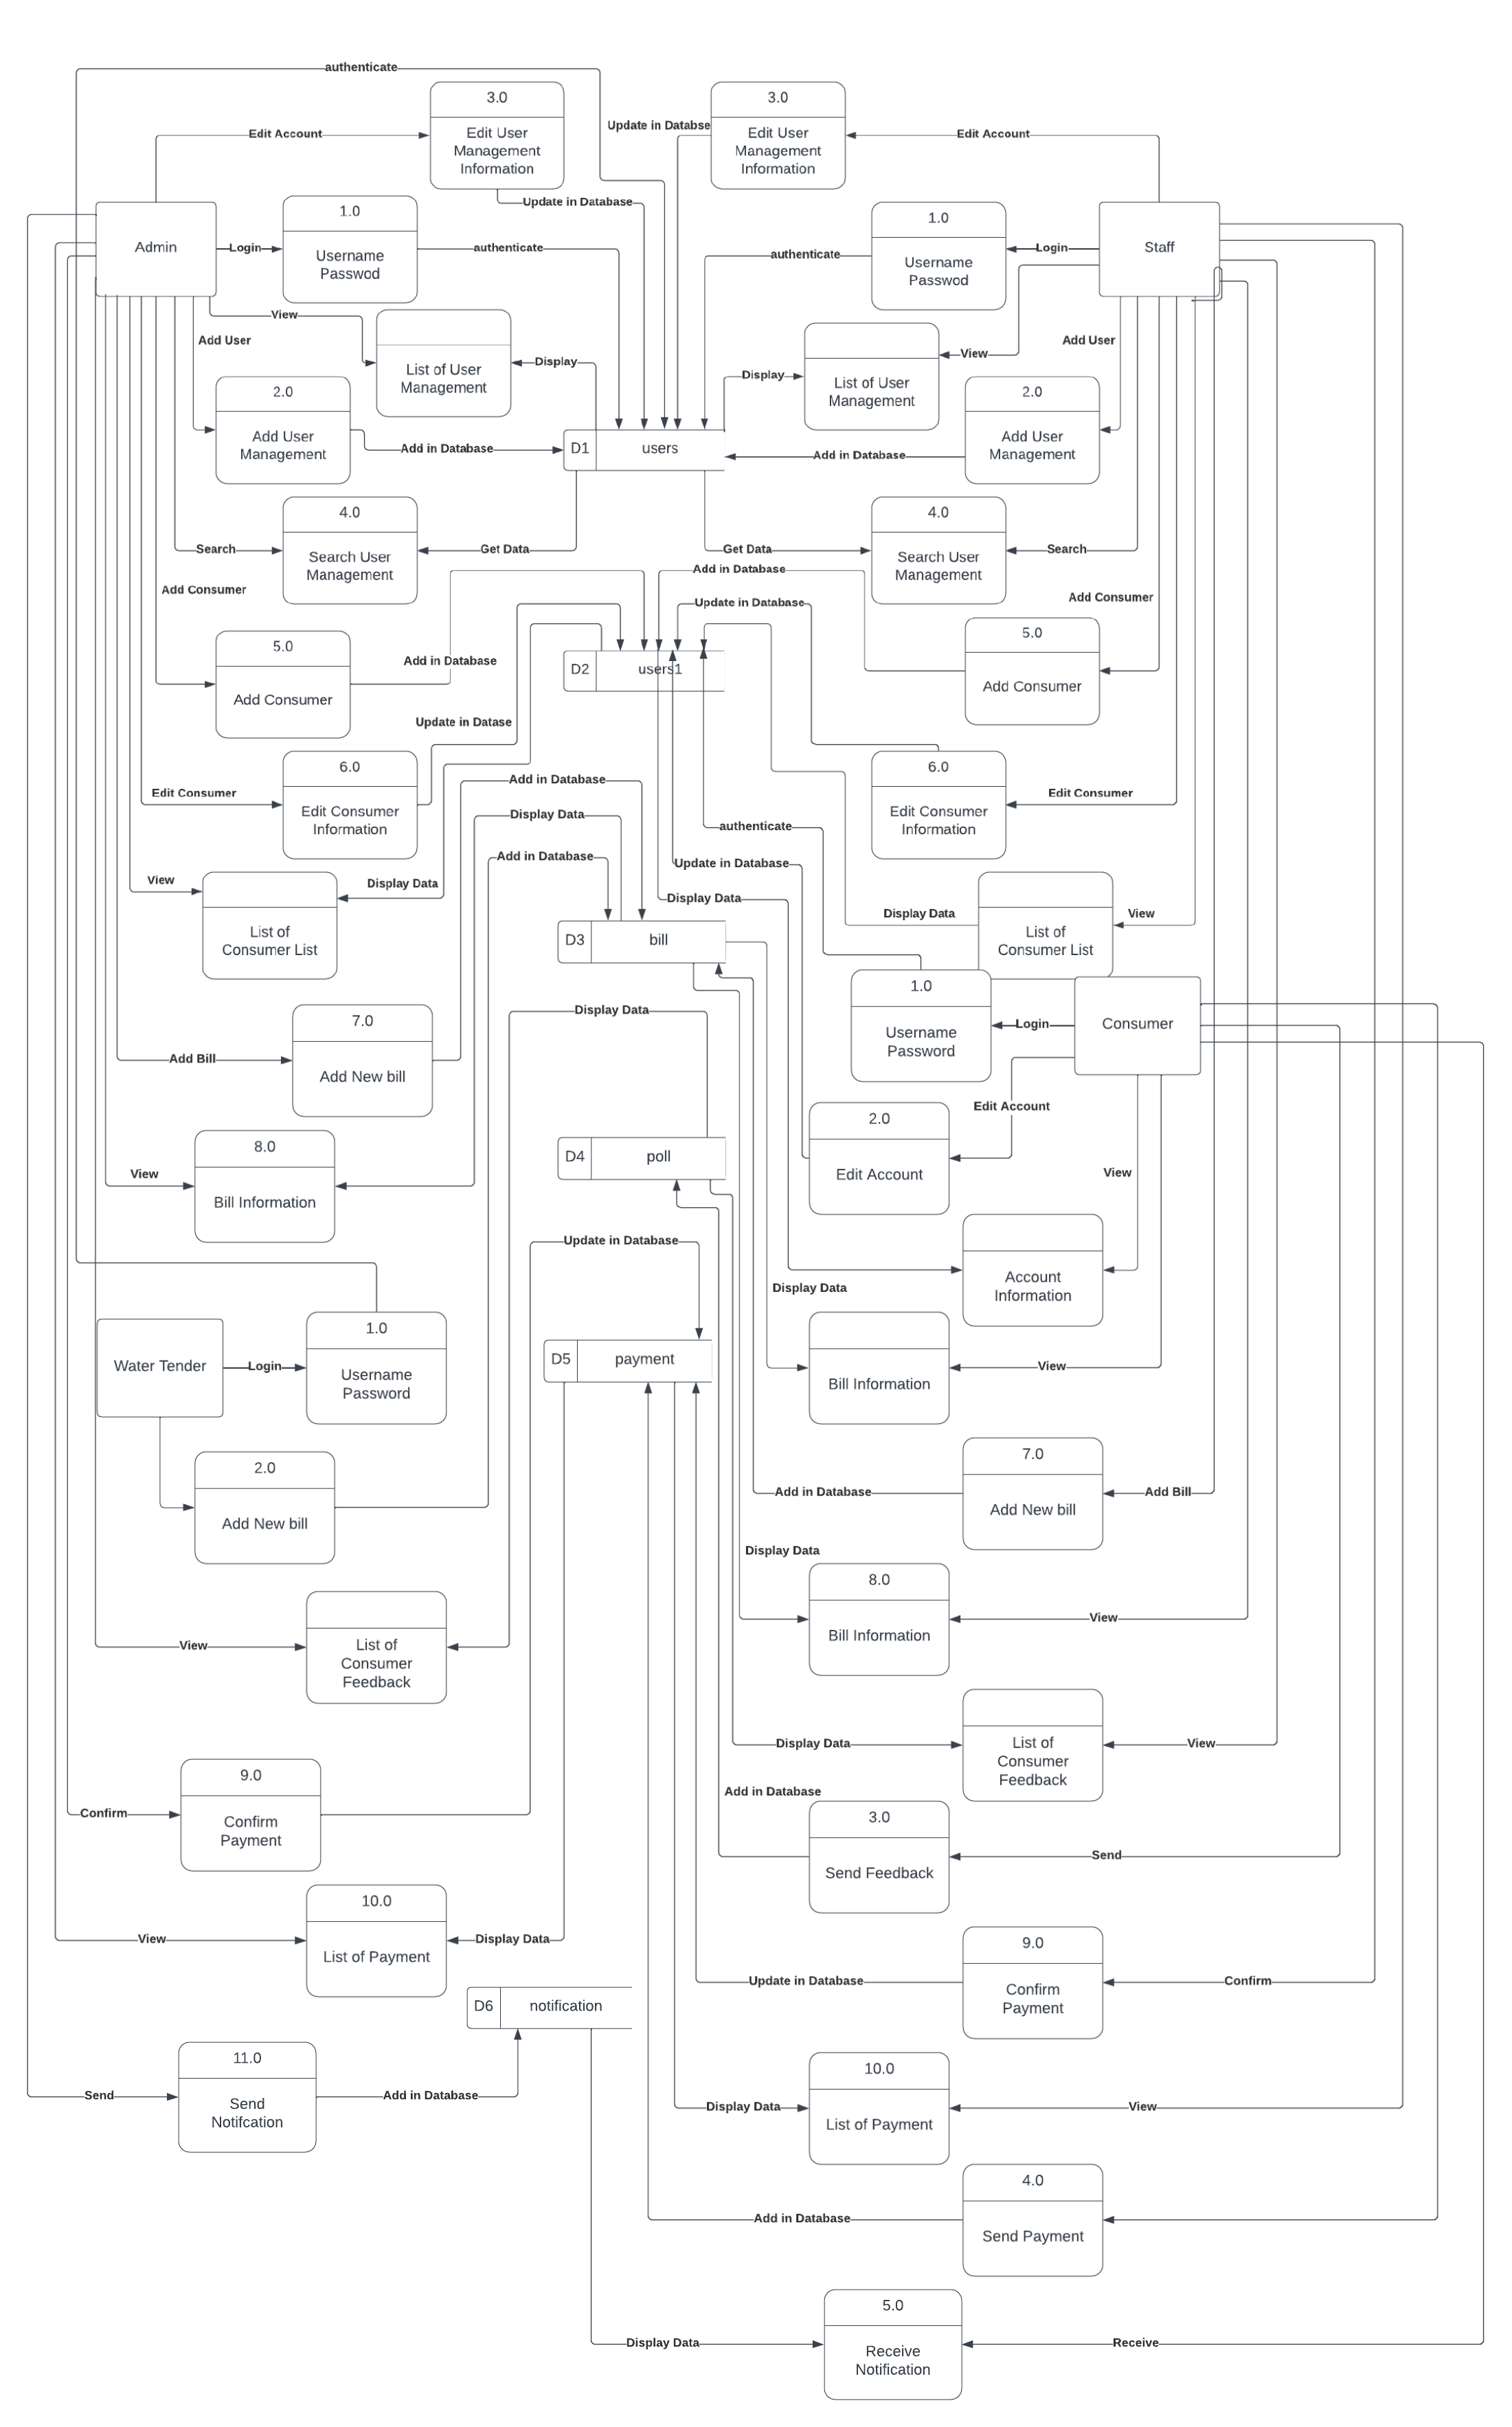 authenticate
3.0
Edit User
Management
Information
3.0
Edit User
Management
Information
Update in Databse
Edit Account
Edit Account
Update in Database
Admin
Login
1.0
Username
Passwod
authenticate
authenticate
1.0
Username
Passwod
Login
Staff
View
Add User
List of User
Management
Display
Display
List of User
Management
View
Add User
2.0
Add User
Management
Add in Database
D1
users
Add in Database
2.0
Add User
Management
Search
4.0
Search User
Management
Get Data
Get Data
4.0
Search User
Management
Search
Add in Database
Add Consumer
Update in Database
Add Consumer
5.0
Add Consumer
Add in Database
D2
users1
5.0
Add Consumer
Update in Datase
Edit Consumer
6.0
Edit Consumer
Information
Add in Database
Display Data
6.0
Edit Consumer
Information
Edit Consumer
authenticate
Add in Database
Update in Database
View
List of
Consumer List
Display Data
Display Data
Display Data
List of
Consumer List
View
D3
bill
1.0
Username
Password
Login
Consumer
Display Data
Add Bill
7.0
Add New bill
Edit Account
2.0
Edit Account
View
8.0
Bill Information
D4
poll
View
Update in Database
Account
Information
Display Data
Water Tender
Login
1.0
Username
Password
D5
payment
Bill Information
View
2.0
Add New bill
7.0
Add New bill
Add in Database
Add Bill
Display Data
8.0
Bill Information
View
View
List of
Consumer
Feedback
Display Data
List of
Consumer
Feedback
View
Add in Database
9.0
Confirm
Payment
Confirm
3.0
Send Feedback
Send
View
10.0
List of Payment
Display Data
Update in Database
9.0
Confirm
Payment
Confirm
D6
notification
Send
11.0
Send
Notifcation
Add in Database
Display Data
10.0
List of Payment
View
Add in Database
4.0
Send Payment
Display Data
5.0
Receive
Notification
Receive